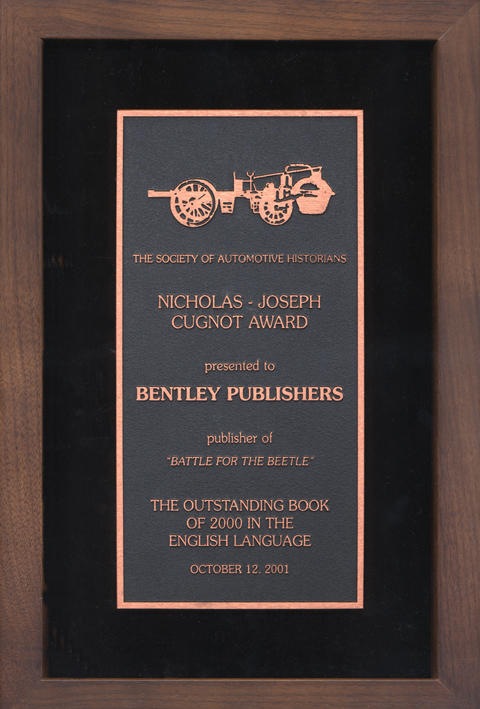 THE SOCIETY OF AUTOMOTIVE HISTORIANS
NICHOLAS - JOSEPH
CUGNOT AWARD
presented to
BENTLEY PUBLISHERS
publisher of
"BATTLE FOR THE BEETLE"
THE OUTSTANDING BOOK
OF 2000 IN THE
ENGLISH LANGUAGE
OCTOBER 12, 2001